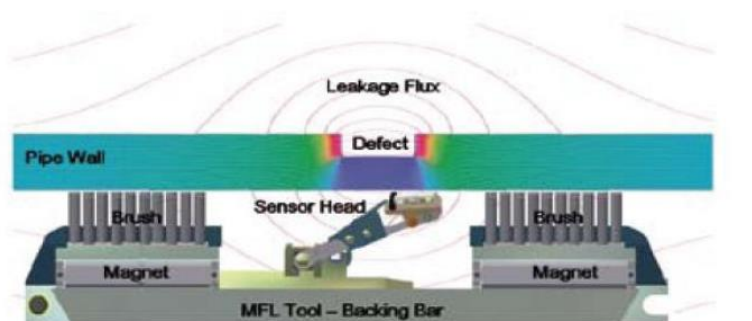 Leakage Flux
Defect
Pipe Wall
Sensor Head
Brush
Brush
Magnet
Magnet
MFL Tool – Backing Bar